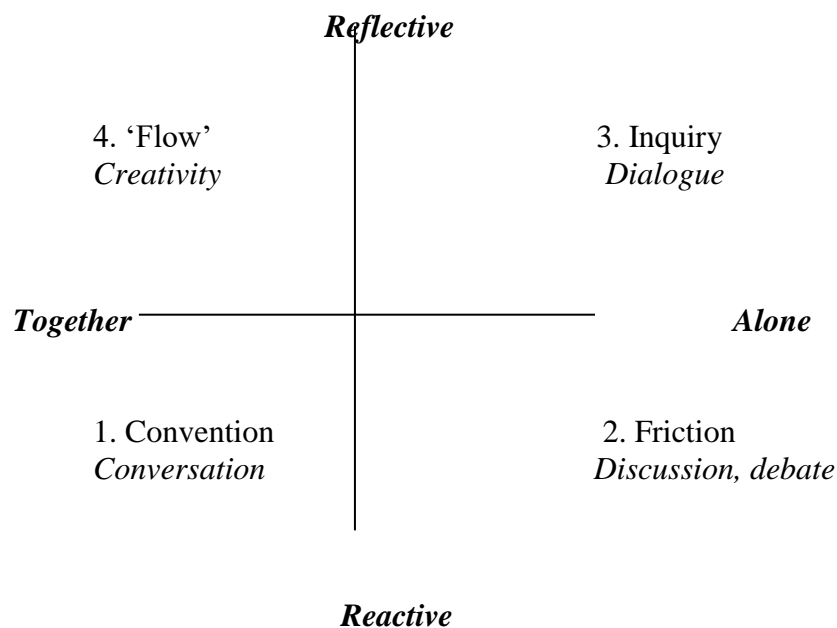 Reflective
4. ‘Flow’
Creativity
3. Inquiry
Dialogue
Together
Alone
1. Convention
Conversation
2. Friction
Discussion, debate
Reactive